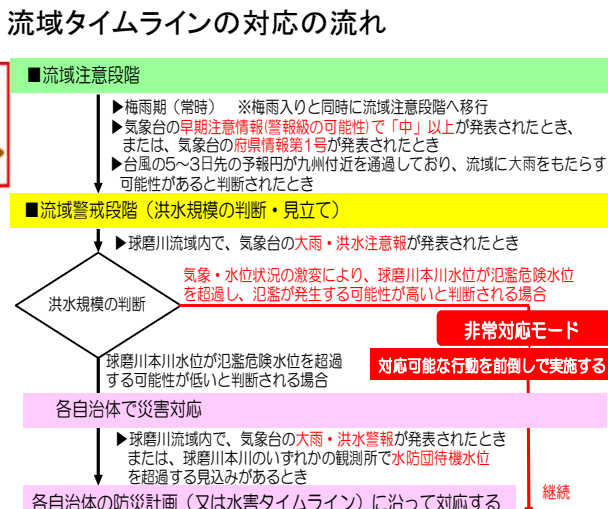 流域タイムラインの対応の流れ
■流域注意段階
▶梅雨期（常時） ※梅雨入りと同時に流域注意段階へ移行
▶気象台の早期注意情報(警報級の可能性)で「中」以上が発表されたとき、
または、気象台の府県情報第1号が発表されたとき
▶台風の5～3日先の予報円が九州付近を通過しており、流域に大雨をもたらす
可能性があると判断されたとき
■流域警戒段階（洪水規模の判断・見立て）
▶球磨川流域内で、気象台の大雨・洪水注意報が発表されたとき
気象・水位状況の激変により、球磨川本川水位が氾濫危険水位
を超過し、氾濫が発生する可能性が高いと判断される場合
洪水規模の判断
非常対応モード
対応可能な行動を前倒しで実施する
球磨川本川水位が氾濫危険水位を超過
する可能性が低いと判断される場合
各自治体で災害対応
▶球磨川流域内で、気象台の大雨・洪水警報が発表されたとき
または、球磨川本川のいずれかの観測所で水防団待機水位
を超過する見込みがあるとき
継続
各自治体の防災計画（又は水害タイムライン）に沿って対応する